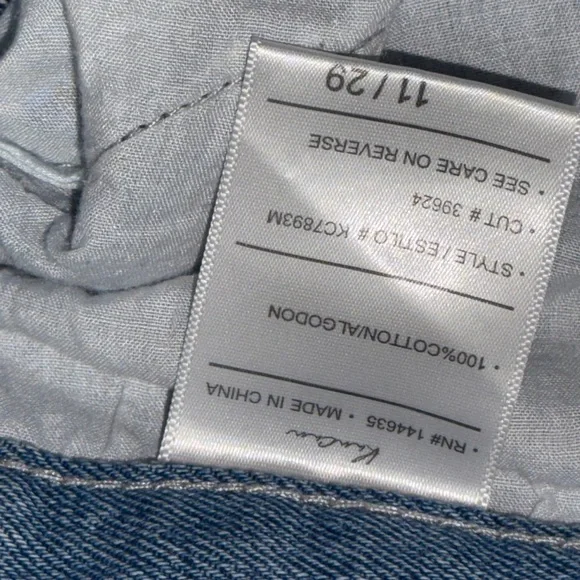 • RN# 144635 • MADE IN CHINA
• 100%COTTON/ALGODON
• STYLE / ESTILO # KC7893M
• CUT # 39624
• SEE CARE ON REVERSE
11 / 29